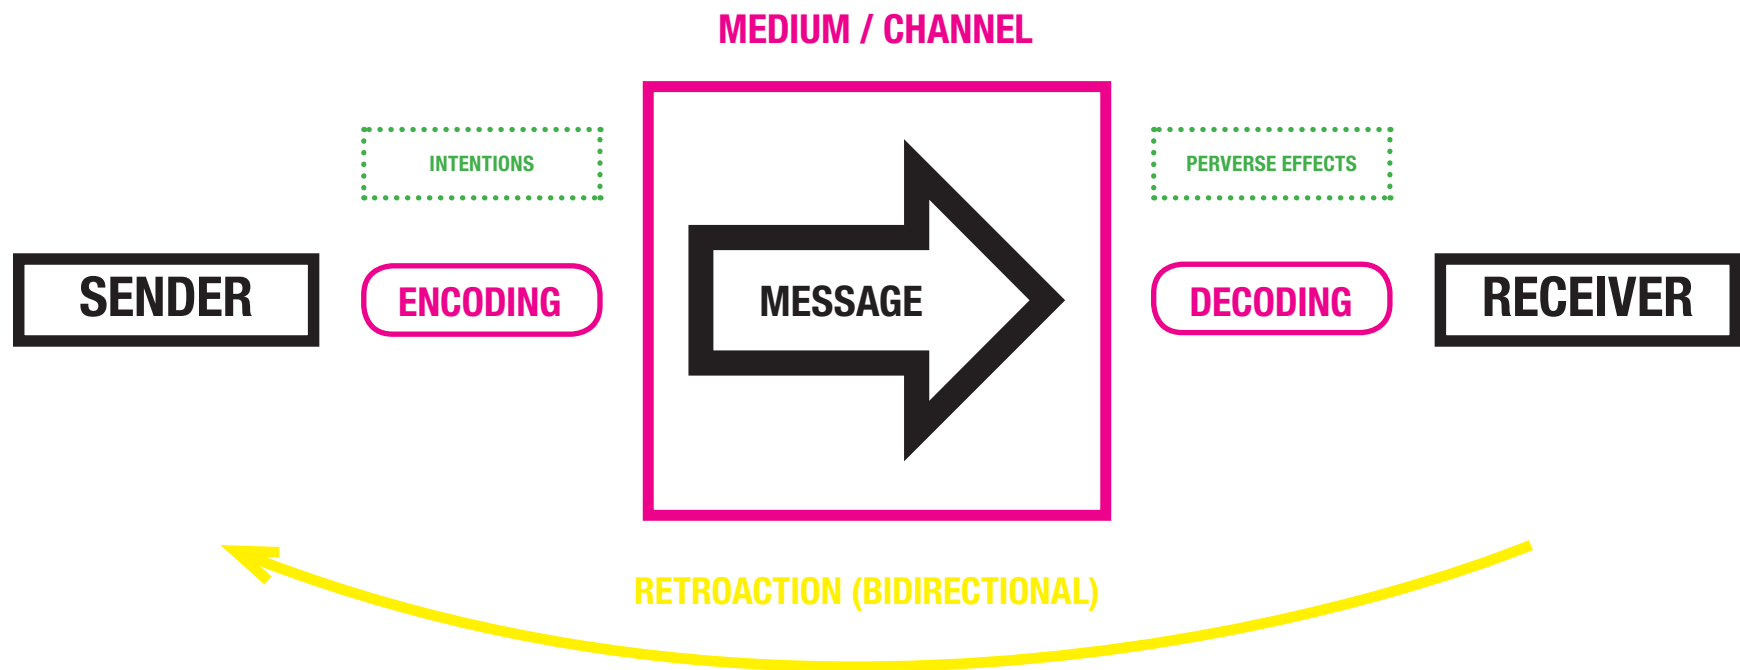 MEDIUM / CHANNEL
INTENTIONS
PERVERSE EFFECTS
SENDER
ENCODING
MESSAGE
DECODING
RECEIVER
RETROACTION (BIDIRECTIONAL)